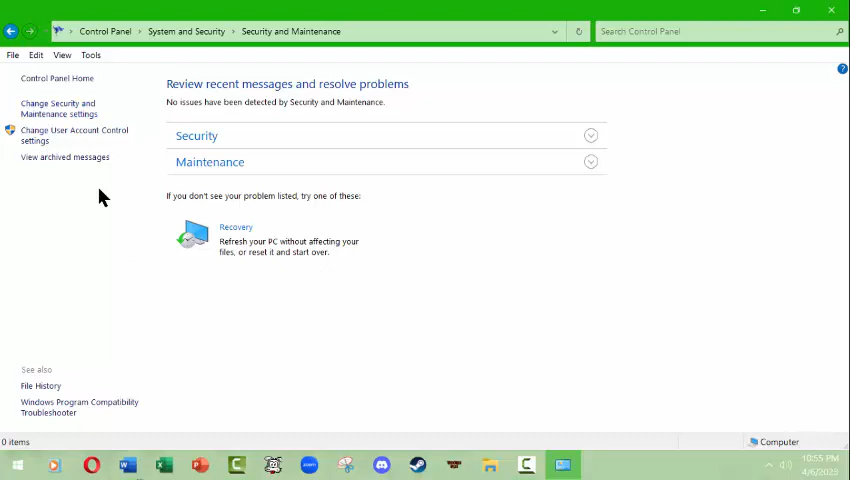 Control Panel
System and Security
Security and Maintenance
Search Control Panel
File Edit View Tools
Control Panel Home
Change Security and
Maintenance settings
Change User Account Control
settings
View archived messages
Review recent messages and resolve problems
No issues have been detected by Security and Maintenance.
Security
Maintenance
If you don't see your problem listed, try one of these:
Recovery
Refresh your PC without affecting your
files, or reset it and start over.
See also
File History
Windows Program Compatibility
Troubleshooter
0 items
Computer
zoom
10:55 PM
4/6/2023